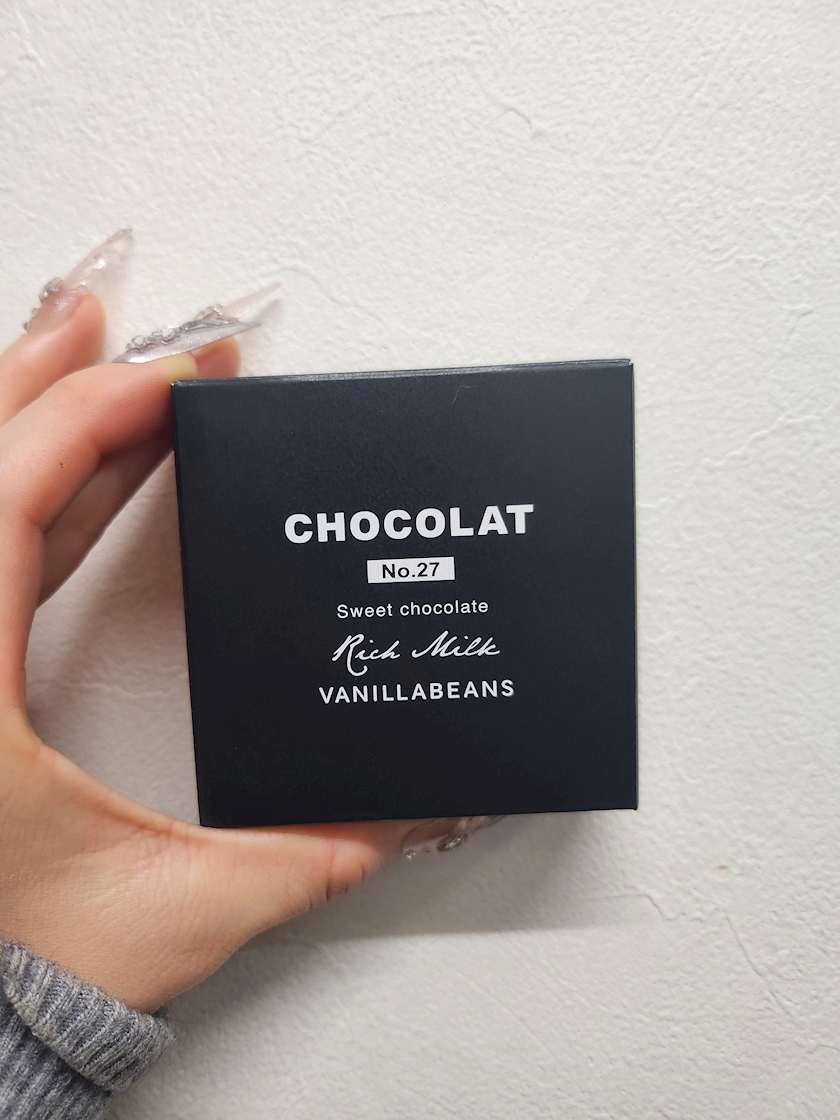 CHOCOLAT
No.27
Sweet chocolate
Rich Milk
VANILLABEANS